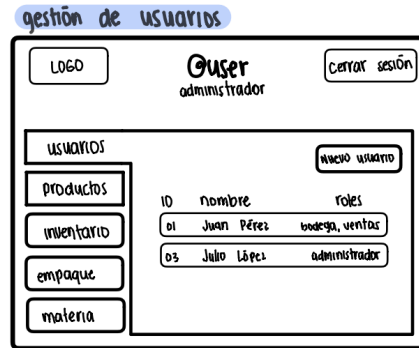 gestión de usuarios
LOGO
@user
administrador
cerrar sesión
usuarios
productos
inventario
empaque
materia
nuevo usuario
ID nombre roles
01 Juan Pérez bodega, ventas
03 Julio López administrador